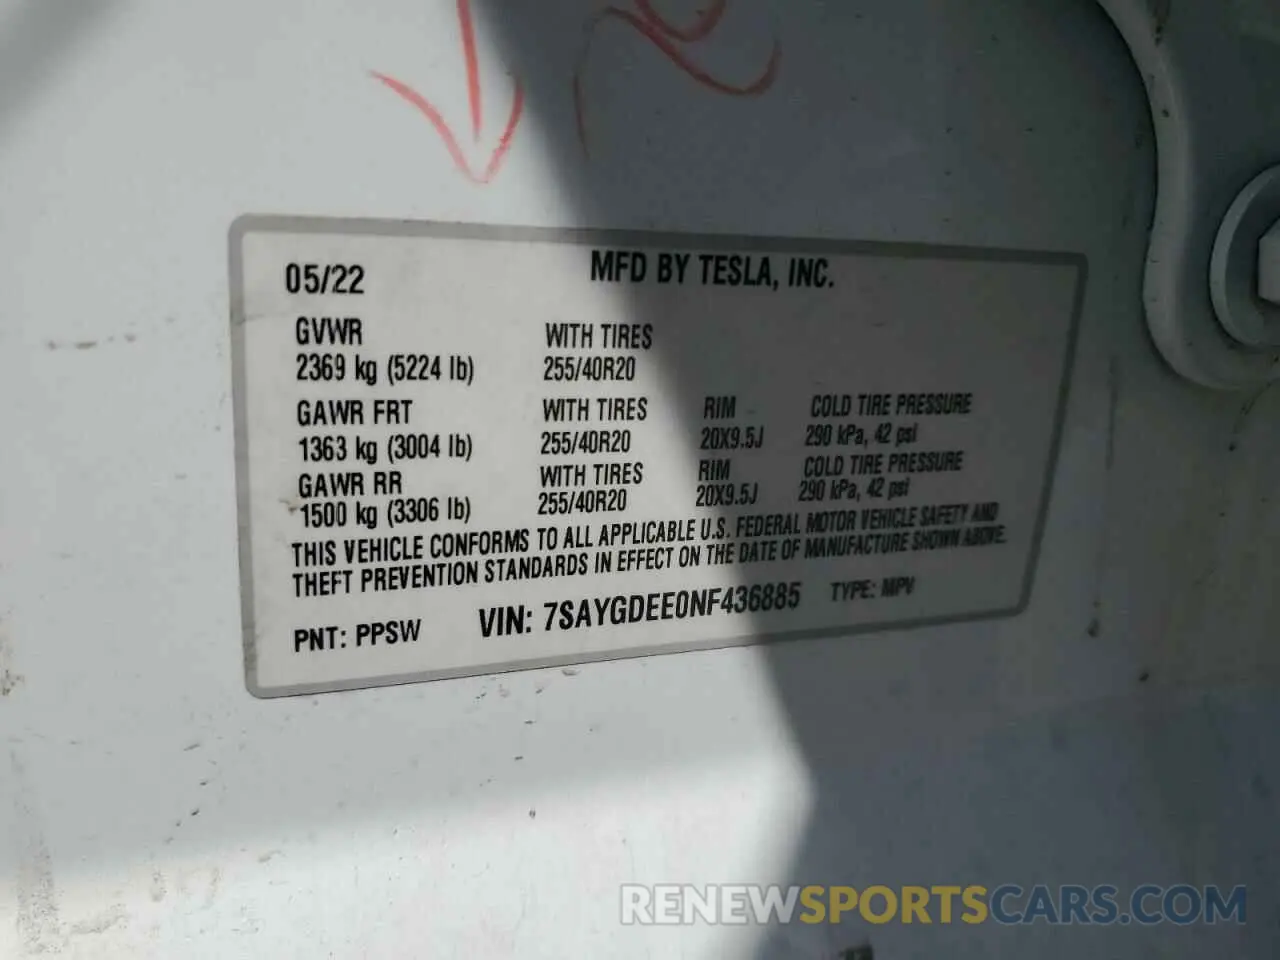 05/22 MFD BY TESLA, INC.
GVWR WITH TIRES
2369 kg (5224 lb) 255/40R20
GAWR FRT WITH TIRES RIM COLD TIRE PRESSURE
1363 kg (3004 lb) 255/40R20 20X9.5J 290 kPa, 42 psi
GAWR RR WITH TIRES RIM COLD TIRE PRESSURE
1500 kg (3306 lb) 255/40R20 20X9.5J 290 kPa, 42 psi
THIS VEHICLE CONFORMS TO ALL APPLICABLE U.S. FEDERAL MOTOR VEHICLE SAFETY AND
THEFT PREVENTION STANDARDS IN EFFECT ON THE DATE OF MANUFACTURE SHOWN ABOVE.
PNT: PPSW VIN: 7SAYGDEE0NF436885 TYPE: MPV
RENEWSPORTSCARS.COM